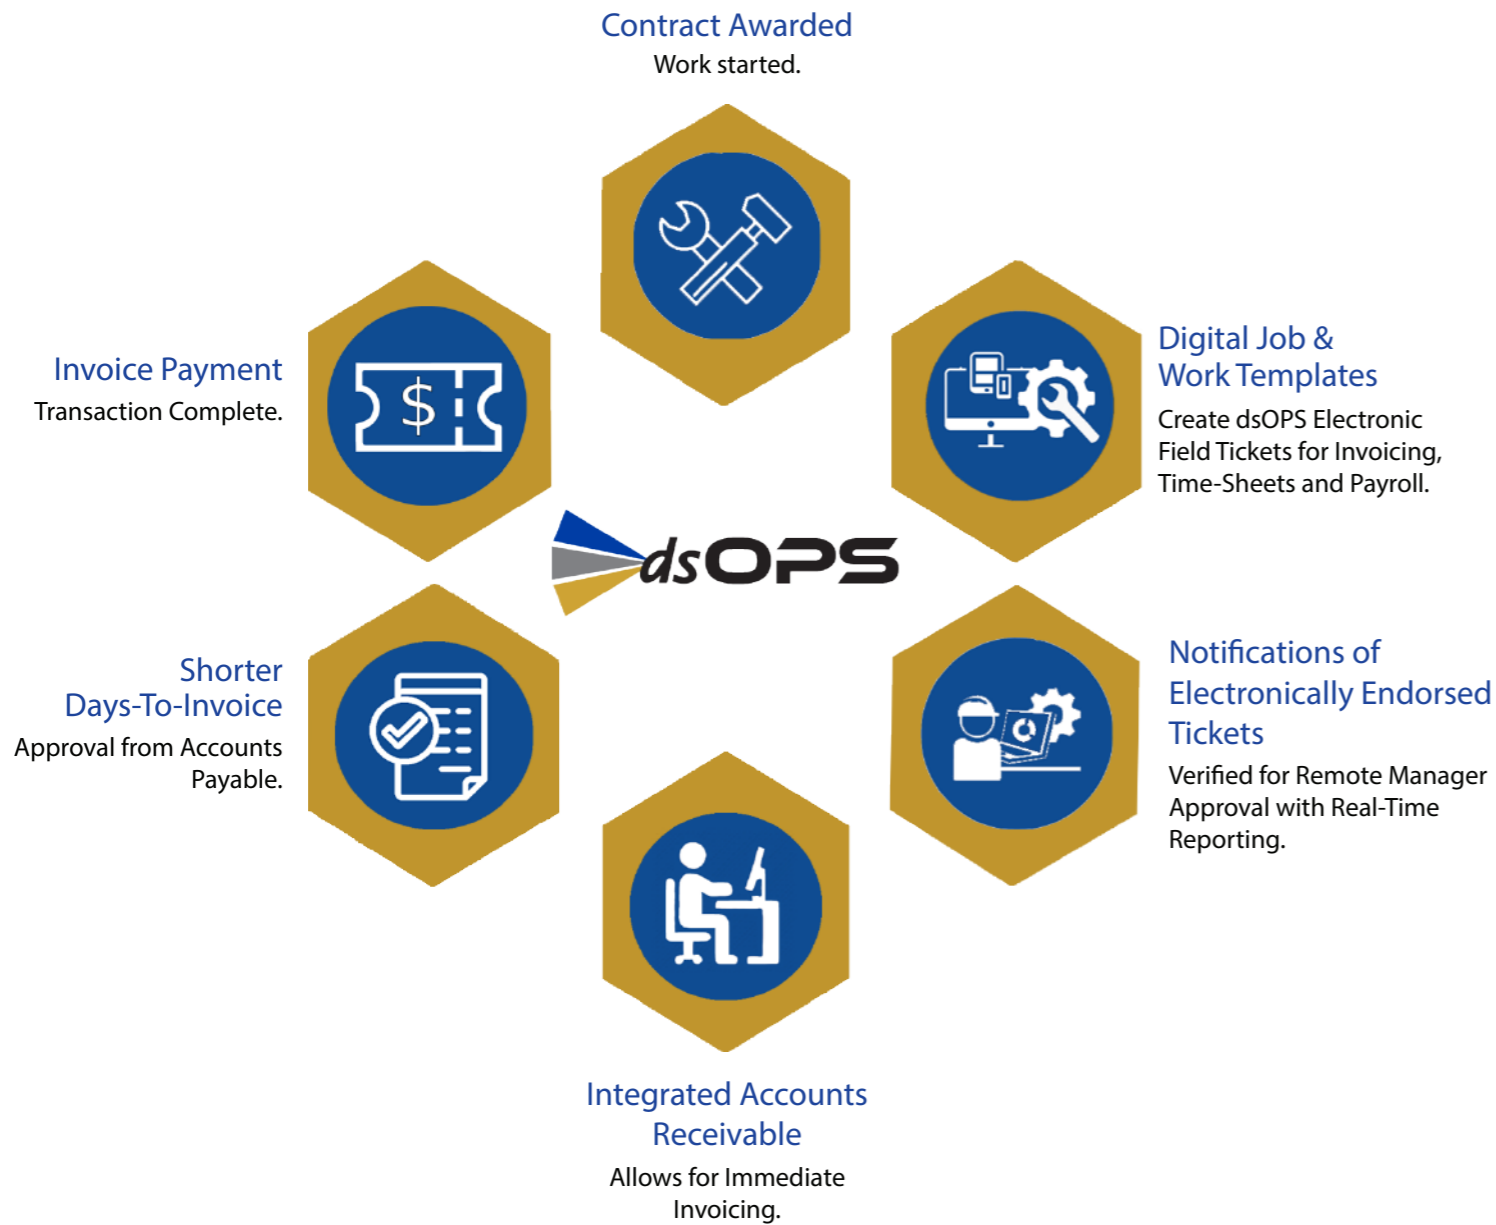 Contract Awarded
Work started.
Digital Job &
Work Templates
Create dsOPS Electronic
Field Tickets for Invoicing,
Time-Sheets and Payroll.
Notifications of
Electronically Endorsed
Tickets
Verified for Remote Manager
Approval with Real-Time
Reporting.
Integrated Accounts
Receivable
Allows for Immediate
Invoicing.
Shorter
Days-To-Invoice
Approval from Accounts
Payable.
Invoice Payment
Transaction Complete.
$
dsOPS